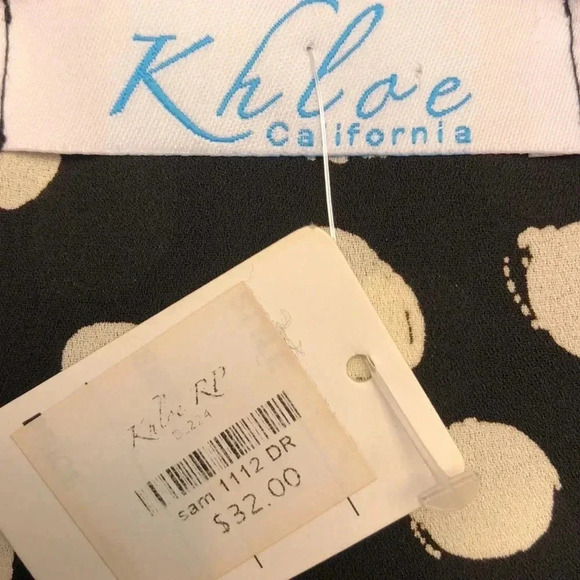 Khloe
California
Khloe RP
sam 1112 DR
$32.00